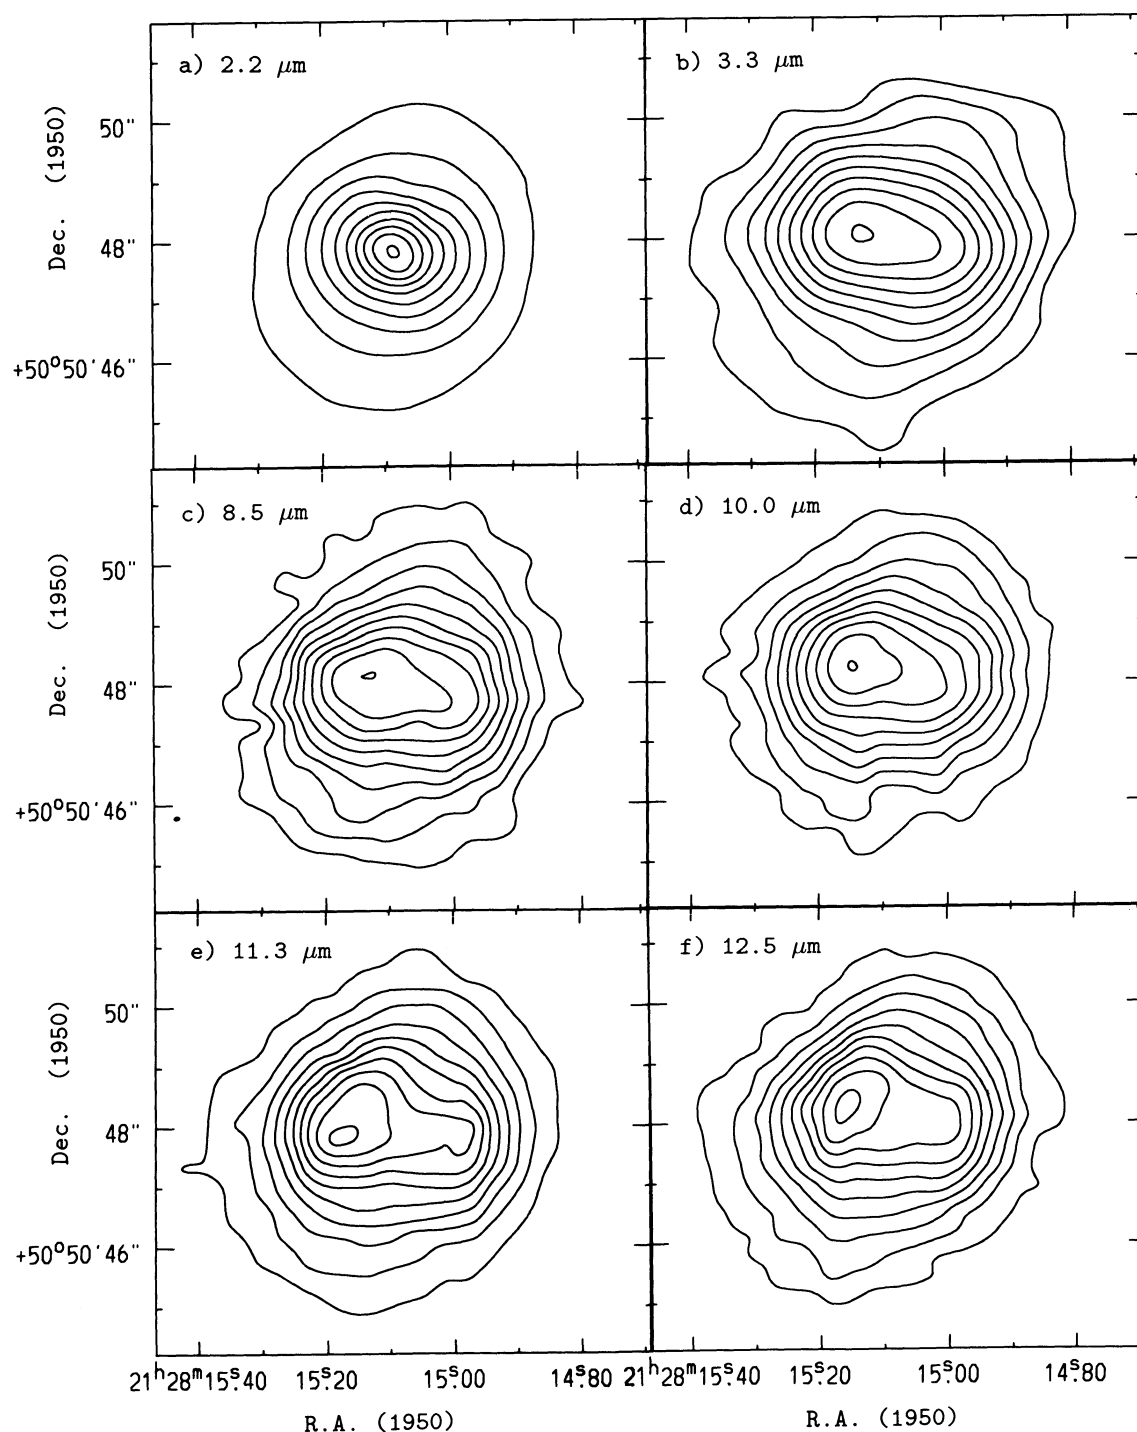 a) 2.2 μm
b) 3.3 μm
Dec. (1950)
50"
48"
+50°50'46"
c) 8.5 μm
d) 10.0 μm
Dec. (1950)
50"
48"
+50°50'46"
e) 11.3 μm
f) 12.5 μm
Dec. (1950)
50"
48"
+50°50'46"
21ʰ28ᵐ15ˢ.40 15ˢ.20 15ˢ.00 14ˢ.80 21ʰ28ᵐ15ˢ.40 15ˢ.20 15ˢ.00 14ˢ.80
R.A. (1950) R.A. (1950)